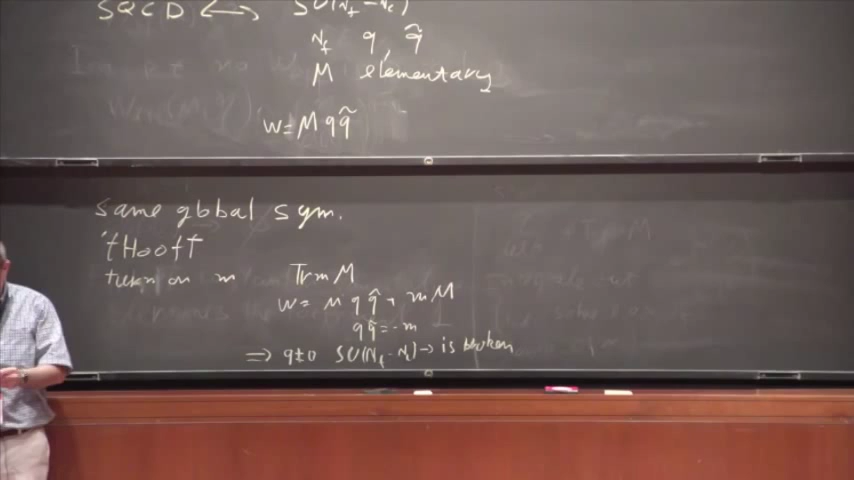 SQCD ⟷ SU(N_f - N_c)
N_f q, q̃
M elementary
W = M q q̃
same global sym.
'tHooft
turn on m Tr m M
W = M q q̃ + m M
q q̃ = - m
⇒ q ≠ 0 SU(N_f - N_c) → is broken